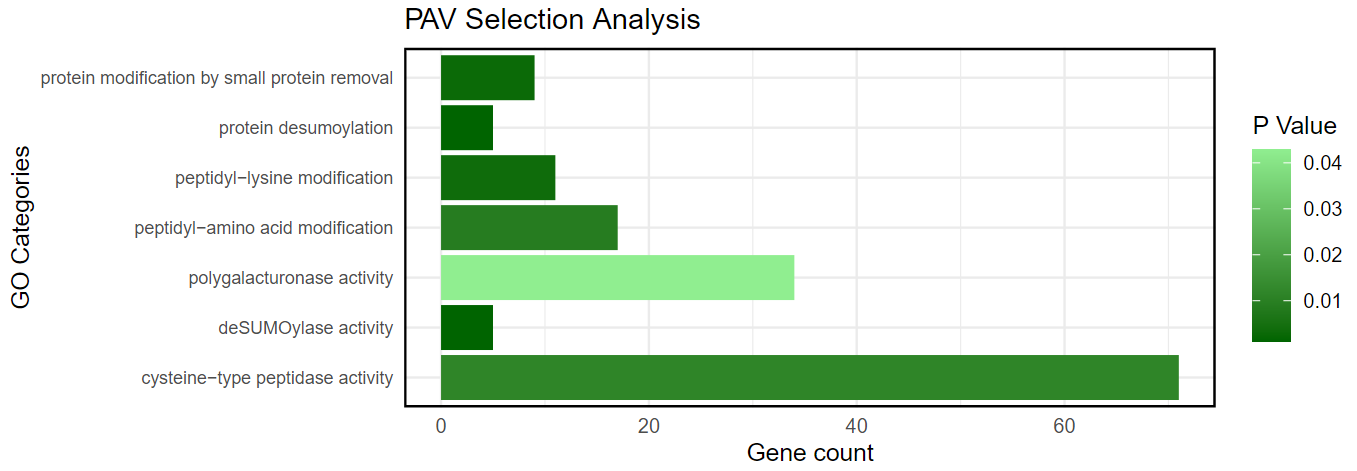 PAV Selection Analysis
GO Categories
protein modification by small protein removal
protein desumoylation
peptidyl−lysine modification
peptidyl−amino acid modification
polygalacturonase activity
deSUMOylase activity
cysteine−type peptidase activity
0 20 40 60
Gene count
P Value
0.04
0.03
0.02
0.01